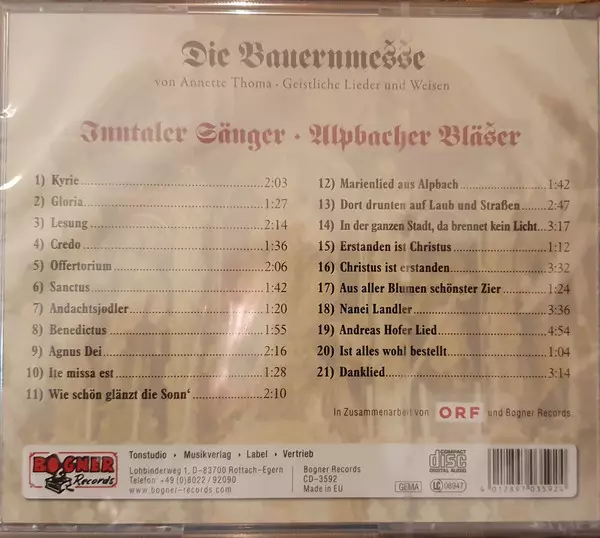 Die Bauernmesse
von Annette Thoma · Geistliche Lieder und Weisen
Inntaler Sänger · Alpbacher Bläser
1) Kyrie 2:03
2) Gloria 1:27
3) Lesung 2:14
4) Credo 1:36
5) Offertorium 2:06
6) Sanctus 1:42
7) Andachtsjodler 1:20
8) Benedictus 1:55
9) Agnus Dei 2:16
10) Ite missa est 1:28
11) Wie schön glänzt die Sonn‘ 2:10
12) Marienlied aus Alpbach 1:42
13) Dort drunten auf Laub und Straßen 2:47
14) In der ganzen Stadt, da brennet kein Licht 3:17
15) Erstanden ist Christus 1:12
16) Christus ist erstanden 3:32
17) Aus aller Blumen schönster Zier 1:24
18) Nanei Landler 3:36
19) Andreas Hofer Lied 4:54
20) Ist alles wohl bestellt 1:04
21) Danklied 3:14
In Zusammenarbeit von ORF und Bogner Records
BOGNER
Records
Tonstudio • Musikverlag • Label • Vertrieb
Lohbinderweg 1, D-83700 Rottach-Egern
Telefon +49(0)8022 / 92090
www.bogner-records.com
Bogner Records
CD-3592
Made in EU
COMPACT
disc
DIGITAL AUDIO
GEMA
LC 08947
4 012897 035924